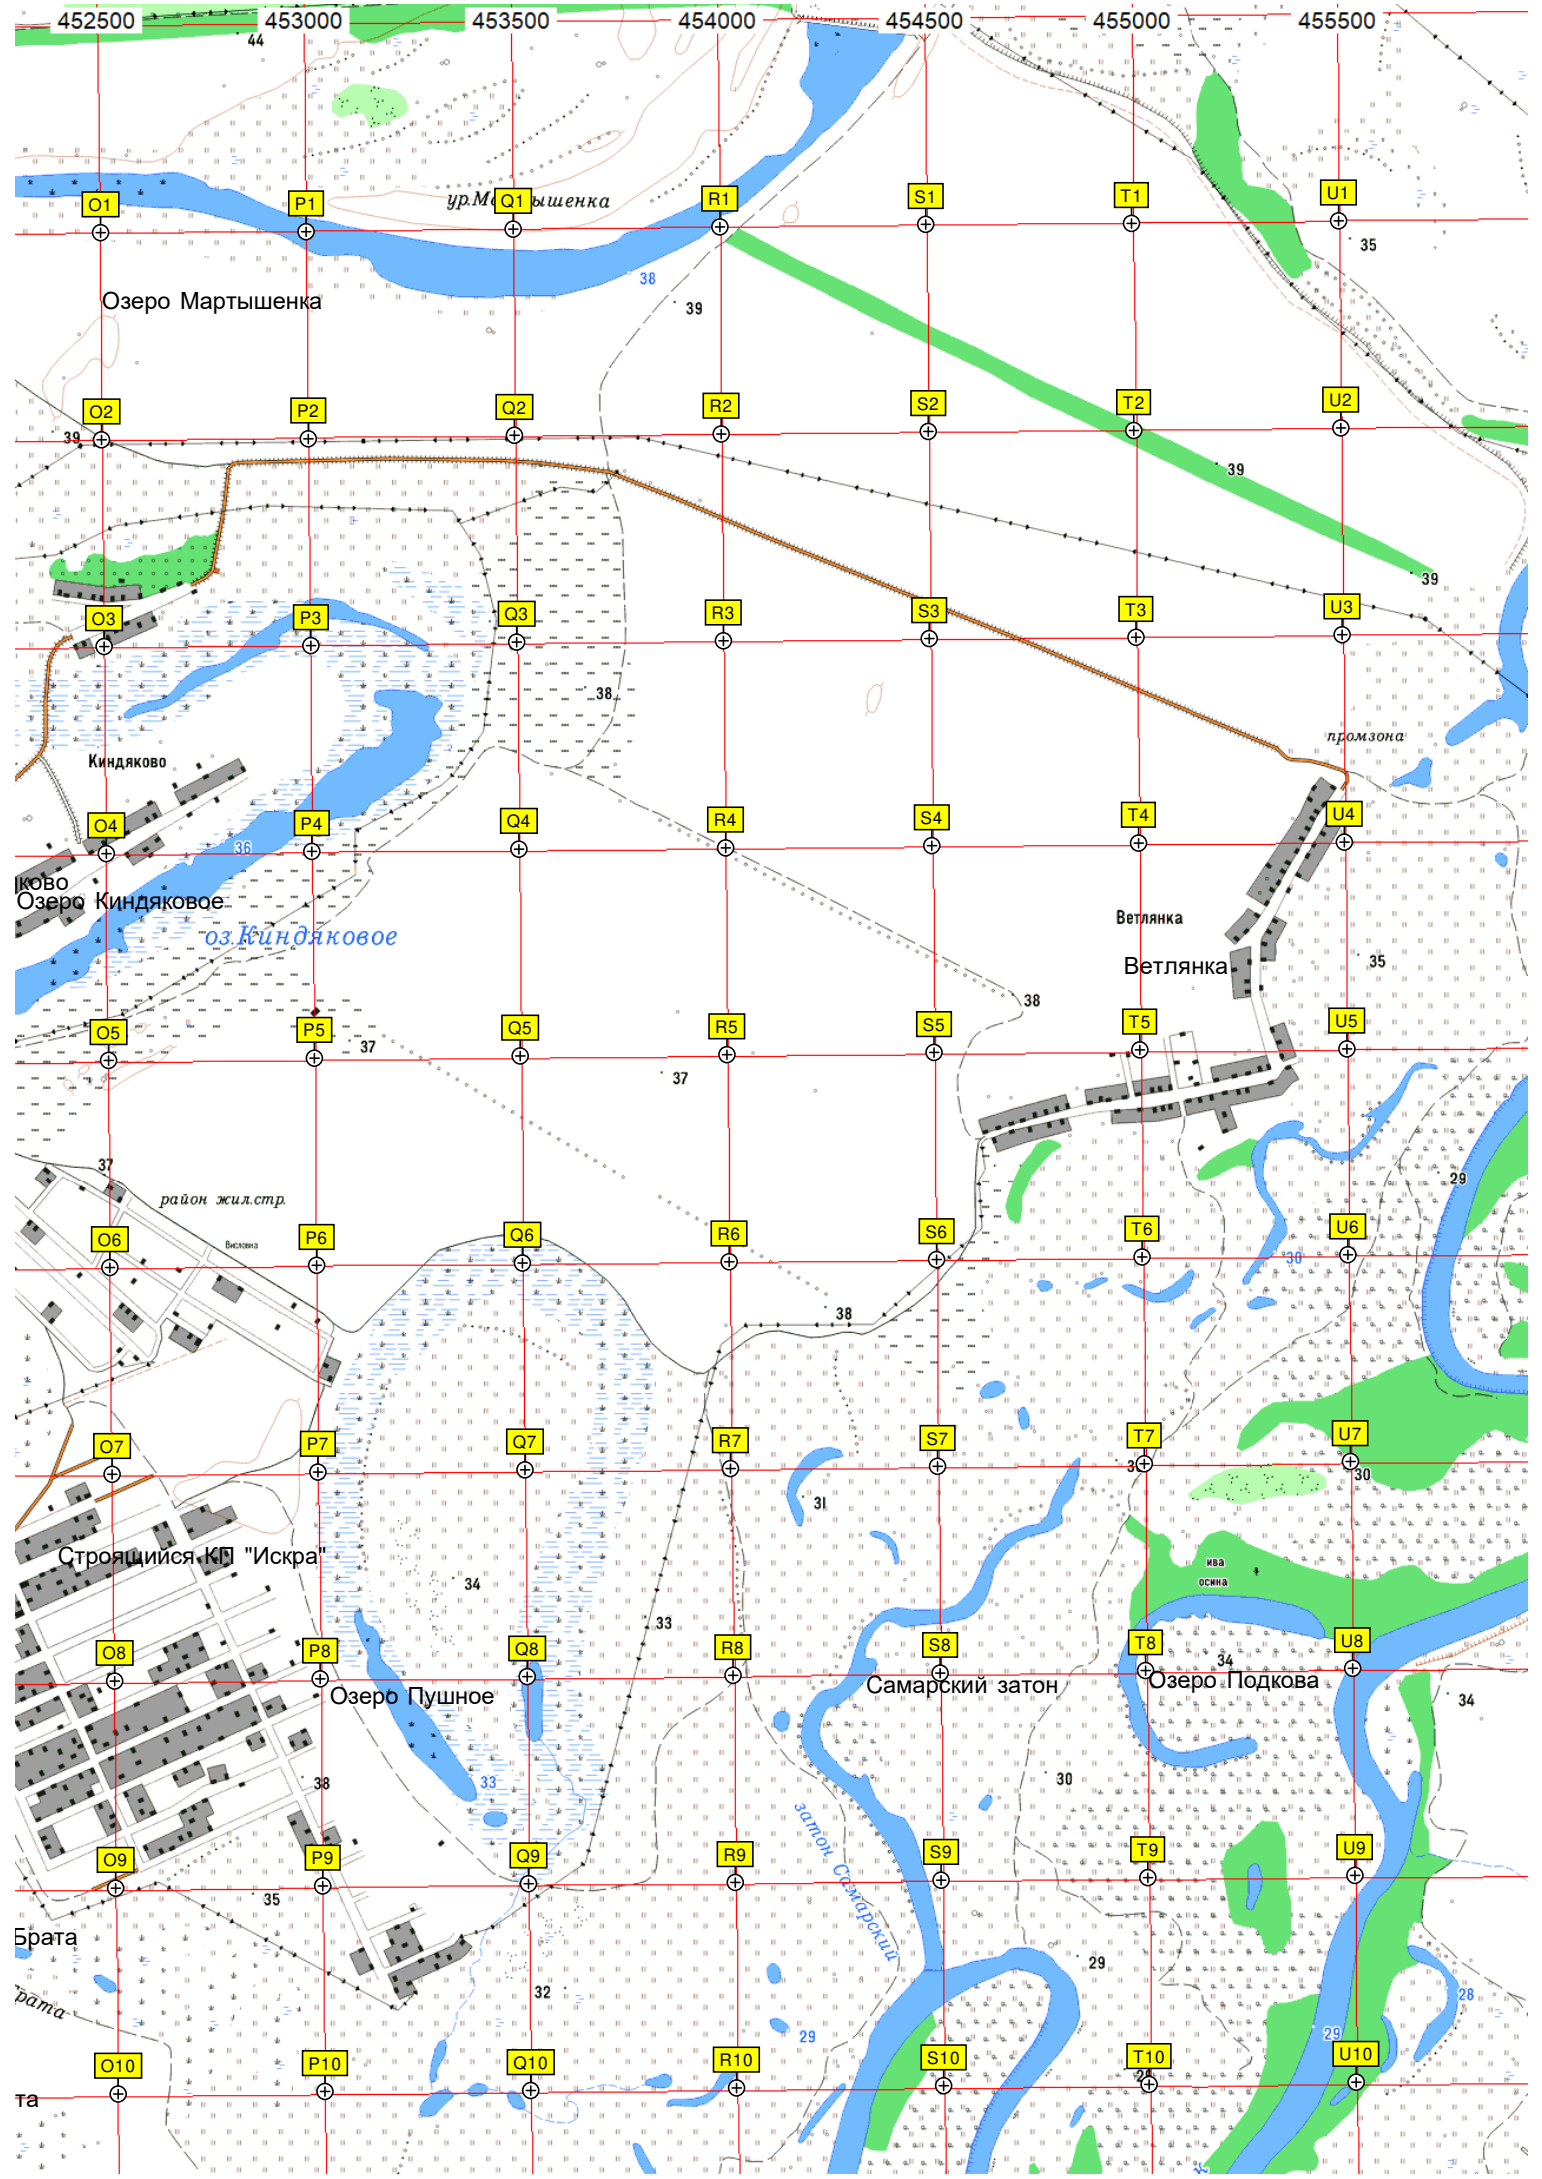 452500 453000 453500 454000 454500 455000 455500
44
O1 P1 Q1 R1 S1 T1 U1
35
38
Озеро Мартышенка
39
O2 P2 Q2 R2 S2 T2 U2
39
39
39
O3 P3 Q3 R3 S3 T3 U3
38
промзона
Киндяково
O4 P4 Q4 R4 S4 T4 U4
36
Озеро Киндяковое
Ветлянка
оз.Киндяковое
35
Ветлянка
38
O5 P5 Q5 R5 S5 T5 U5
37
37
37
29
район жил.стр.
O6 P6 Q6 R6 S6 T6 U6
Висловка
30
38
O7 P7 Q7 R7 S7 T7 U7
30
31
Строящийся КП "Искра"
ива
осина
34
33
O8 P8 Q8 R8 S8 T8 U8
34
Самарский затон
Озеро Подкова
Озеро Пушное
34
33
38
30
затон Самарский
O9 P9 Q9 R9 S9 T9 U9
35
Брата
29
32
28
рата
29
29
O10 P10 Q10 R10 S10 T10 U10
та